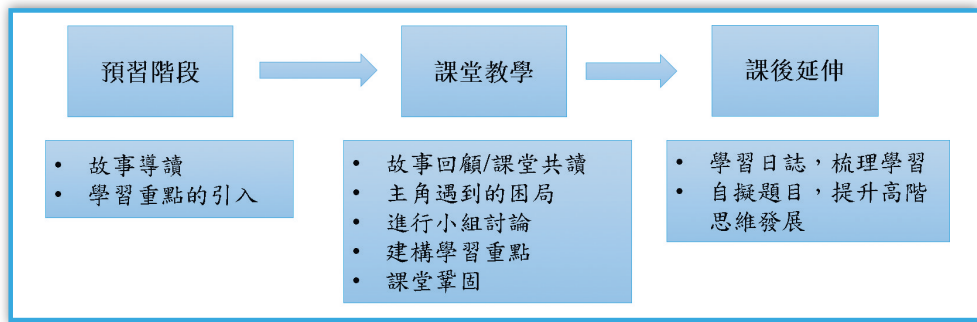 預習階段
課堂教學
課後延伸
• 故事導讀
• 學習重點的引入
• 故事回顧/課堂共讀
• 主角遇到的困局
• 進行小組討論
• 建構學習重點
• 課堂鞏固
• 學習日誌，梳理學習
• 自擬題目，提升高階
思維發展